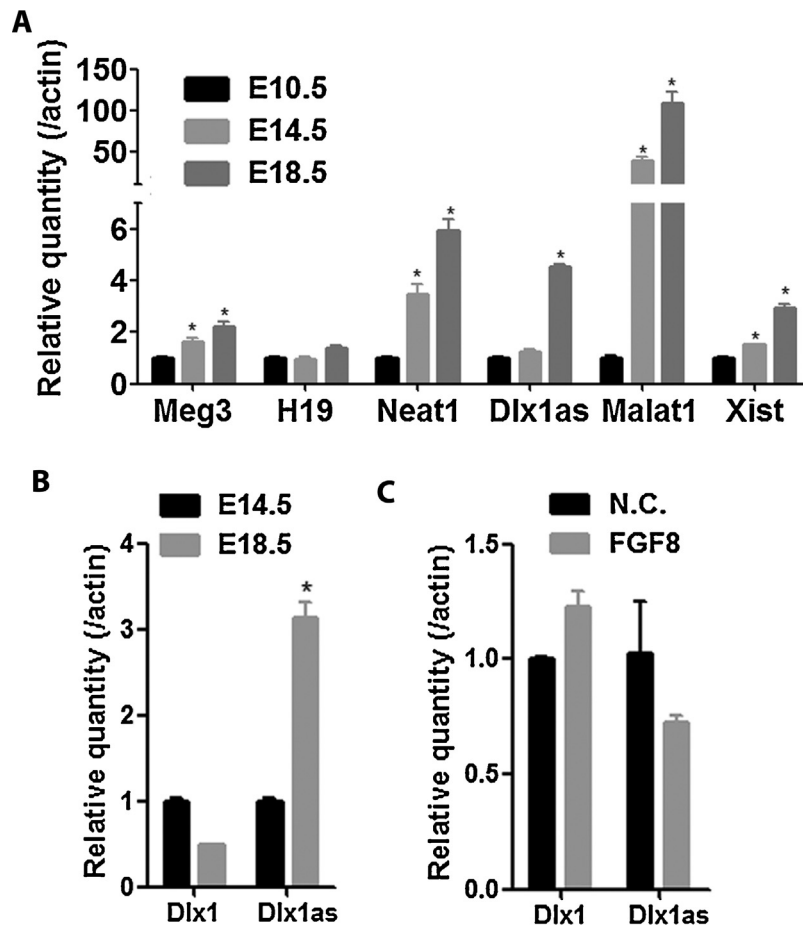 A
Relative quantity (/actin)
150
100
50
6
4
2
0
E10.5
E14.5
E18.5
* * * * * * * * *
Meg3 H19 Neat1 Dlx1as Malat1 Xist
B
Relative quantity (/actin)
E14.5
E18.5
4
3
2
1
0
*
Dlx1 Dlx1as
C
Relative quantity (/actin)
N.C.
FGF8
1.5
1.0
0.5
0.0
Dlx1 Dlx1as